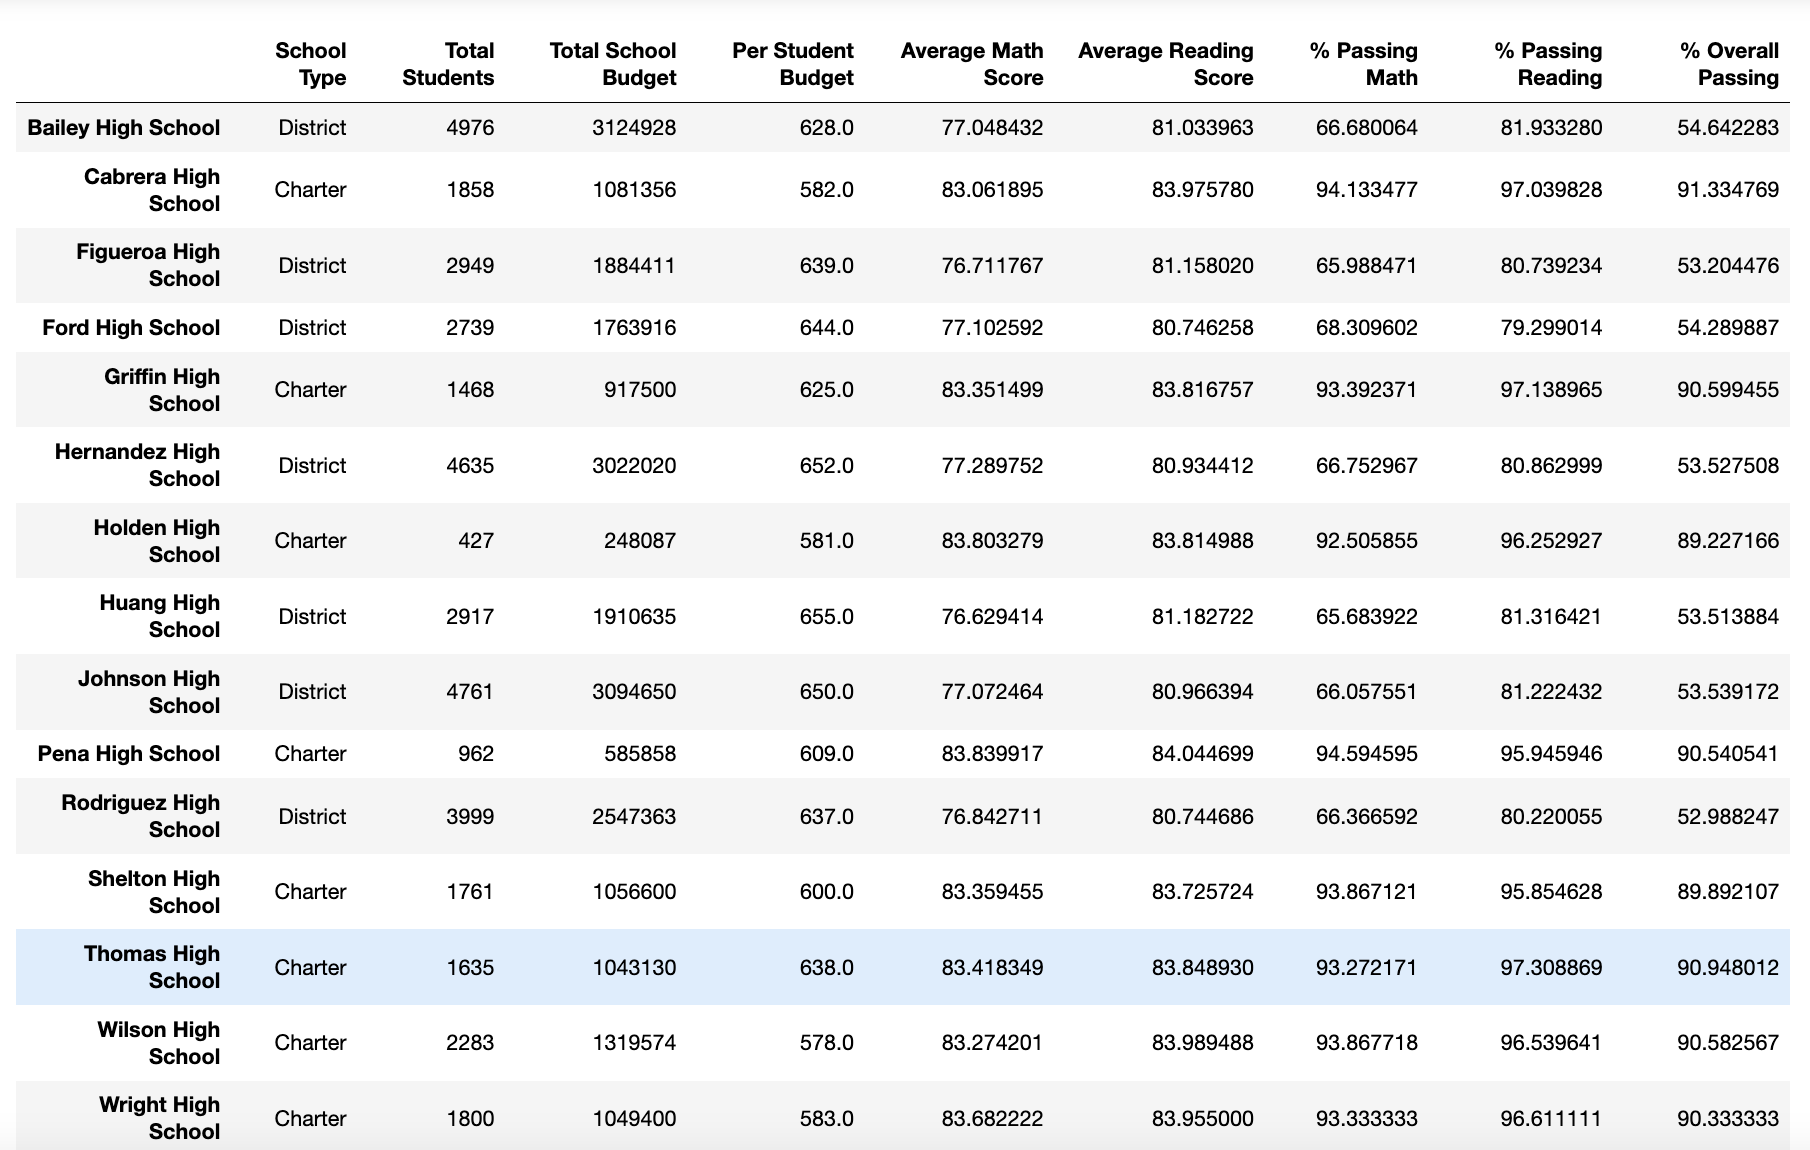 School Type Total Students Total School Budget Per Student Budget Average Math Score Average Reading Score % Passing Math % Passing Reading % Overall Passing
Bailey High School District 4976 3124928 628.0 77.048432 81.033963 66.680064 81.933280 54.642283
Cabrera High School Charter 1858 1081356 582.0 83.061895 83.975780 94.133477 97.039828 91.334769
Figueroa High School District 2949 1884411 639.0 76.711767 81.158020 65.988471 80.739234 53.204476
Ford High School District 2739 1763916 644.0 77.102592 80.746258 68.309602 79.299014 54.289887
Griffin High School Charter 1468 917500 625.0 83.351499 83.816757 93.392371 97.138965 90.599455
Hernandez High School District 4635 3022020 652.0 77.289752 80.934412 66.752967 80.862999 53.527508
Holden High School Charter 427 248087 581.0 83.803279 83.814988 92.505855 96.252927 89.227166
Huang High School District 2917 1910635 655.0 76.629414 81.182722 65.683922 81.316421 53.513884
Johnson High School District 4761 3094650 650.0 77.072464 80.966394 66.057551 81.222432 53.539172
Pena High School Charter 962 585858 609.0 83.839917 84.044699 94.594595 95.945946 90.540541
Rodriguez High School District 3999 2547363 637.0 76.842711 80.744686 66.366592 80.220055 52.988247
Shelton High School Charter 1761 1056600 600.0 83.359455 83.725724 93.867121 95.854628 89.892107
Thomas High School Charter 1635 1043130 638.0 83.418349 83.848930 93.272171 97.308869 90.948012
Wilson High School Charter 2283 1319574 578.0 83.274201 83.989488 93.867718 96.539641 90.582567
Wright High School Charter 1800 1049400 583.0 83.682222 83.955000 93.333333 96.611111 90.333333